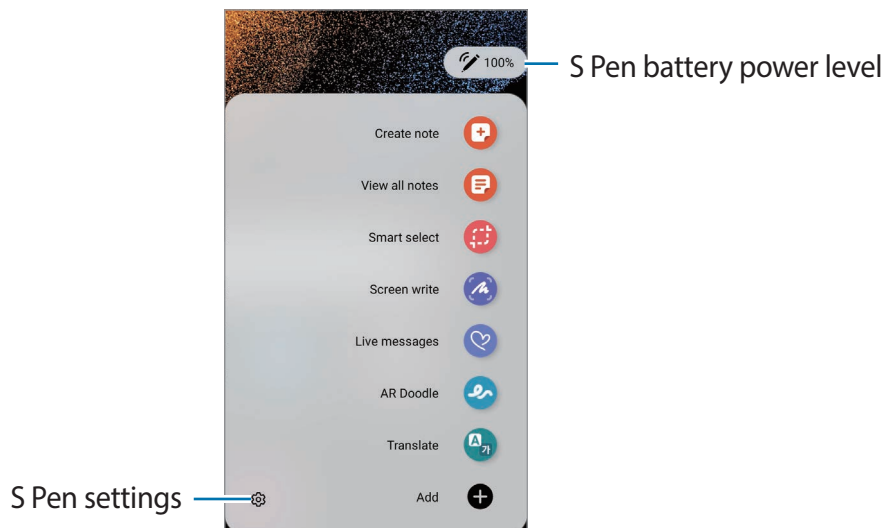 100%
S Pen battery power level
Create note
View all notes
Smart select
Screen write
Live messages
AR Doodle
Translate
A
가
S Pen settings
Add